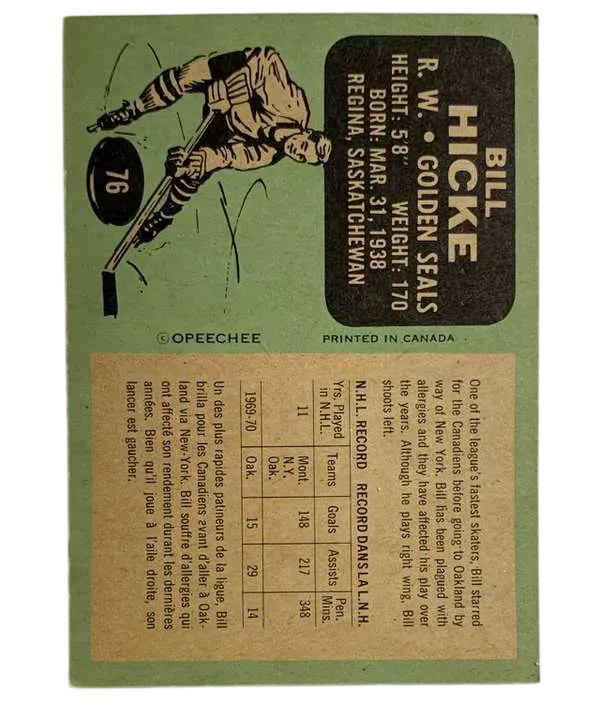 BILL
HICKE
R. W. • GOLDEN SEALS
HEIGHT: 5'8" WEIGHT: 170
BORN: MAR. 31, 1938
REGINA, SASKATCHEWAN
76
© OPEECHEE
PRINTED IN CANADA
One of the league's fastest skaters, Bill starred
for the Canadiens before going to Oakland by
way of New York. Bill has been plagued with
allergies and they have affected his play over
the years. Although he plays right wing, Bill
shoots left.
N.H.L. RECORD RECORD DANS LA L.N.H.
Yrs. Played in N.H.L. Teams Goals Assists Pen. Mins.
11 Mont. 148 217 348
N.Y.
Oak.
1969-70 Oak. 15 29 14
Un des plus rapides patineurs de la ligue, Bill
brilla pour les Canadiens avant d'aller à Oak-
land via New-York. Bill souffre d'allergies qui
ont affecté son rendement durant les dernières
années. Bien qu'il joue à l'aile droite, son
lancer est gaucher.